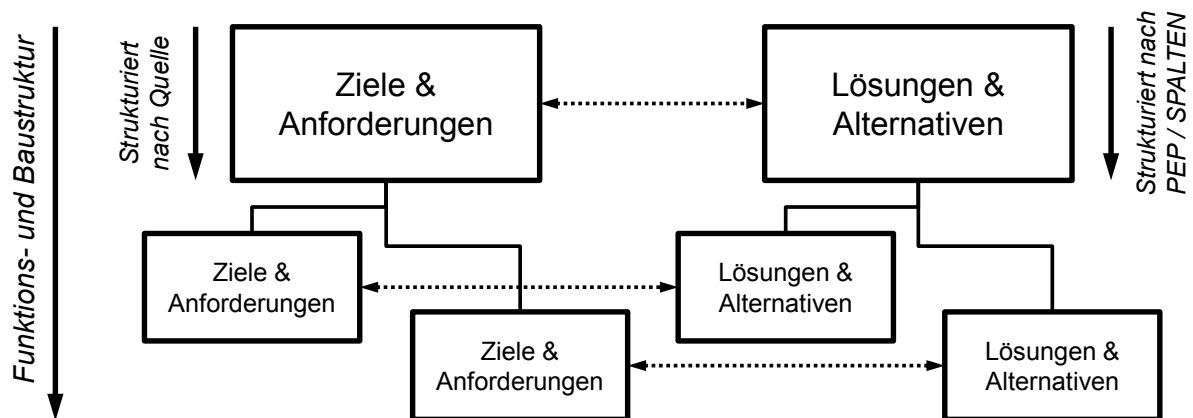 Funktions- und Baustruktur
Strukturiert
nach Quelle
Ziele &
Anforderungen
Lösungen &
Alternativen
Strukturiert nach
PEP / SPALTEN
Ziele &
Anforderungen
Lösungen &
Alternativen
Ziele &
Anforderungen
Lösungen &
Alternativen